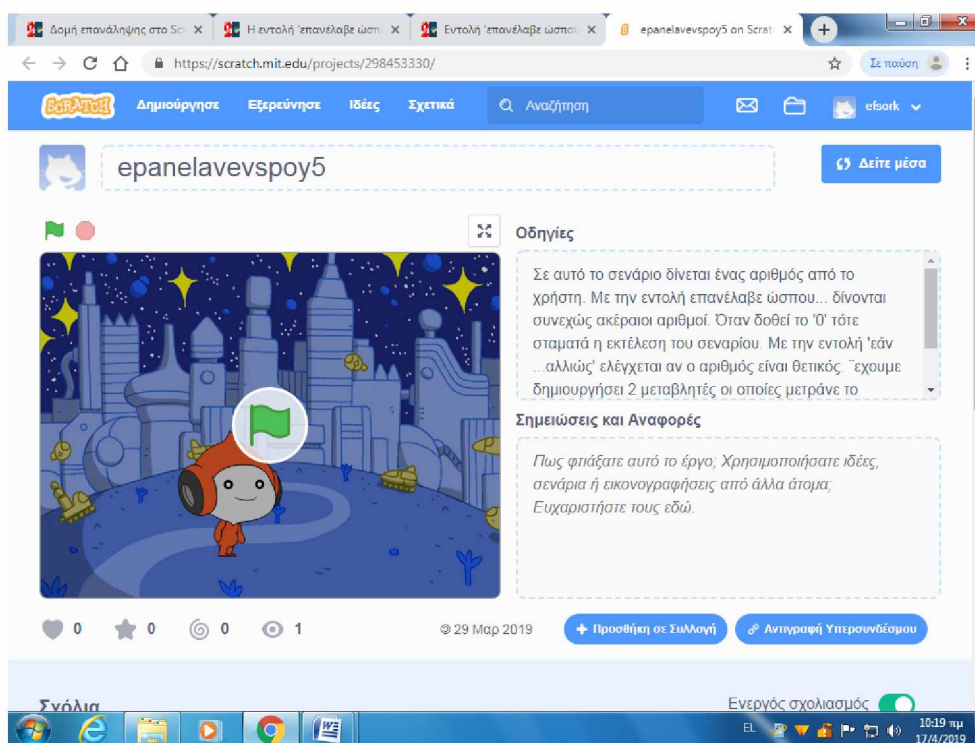 Δομή επανάληψης στο Scr
Η εντολή 'επανέλαβε ώσπ
Εντολή 'επανέλαβε ώσπου
epanelavevspoy5 on Scrat
https://scratch.mit.edu/projects/298453330/
Σε παύση
SCRATCH
Δημιούργησε
Εξερεύνησε
Ιδέες
Σχετικά
Αναζήτηση
efsork
epanelavevspoy5
Δείτε μέσα
Οδηγίες
Σε αυτό το σενάριο δίνεται ένας αριθμός από το
χρήστη. Με την εντολή επανέλαβε ώσπου... δίνονται
συνεχώς ακέραιοι αριθμοί. Όταν δοθεί το '0' τότε
σταματά η εκτέλεση του σεναρίου. Με την εντολή 'εάν
...αλλιώς' ελέγχεται αν ο αριθμός είναι θετικός. ¨εχουμε
δημιουργήσει 2 μεταβλητές οι οποίες μετράνε το
Σημειώσεις και Αναφορές
Πως φτιάξατε αυτό το έργο; Χρησιμοποιήσατε ιδέες,
σενάρια ή εικονογραφήσεις από άλλα άτομα;
Ευχαριστήστε τους εδώ.
0
0
0
1
© 29 Μαρ 2019
Προσθήκη σε Συλλογή
Αντιγραφή Υπερσυνδέσμου
Σχόλια
Ενεργός σχολιασμός
EL
10:19 πμ
17/4/2019